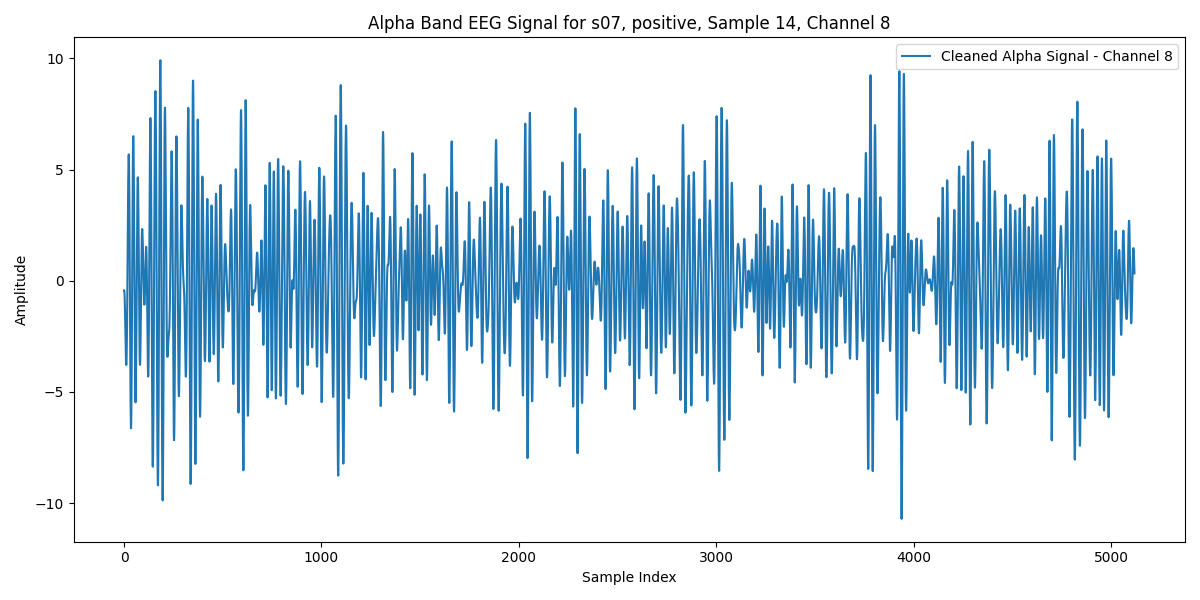 Alpha Band EEG Signal for s07, positive, Sample 14, Channel 8
Cleaned Alpha Signal - Channel 8
10
5
0
−5
−10
Amplitude
0 1000 2000 3000 4000 5000
Sample Index